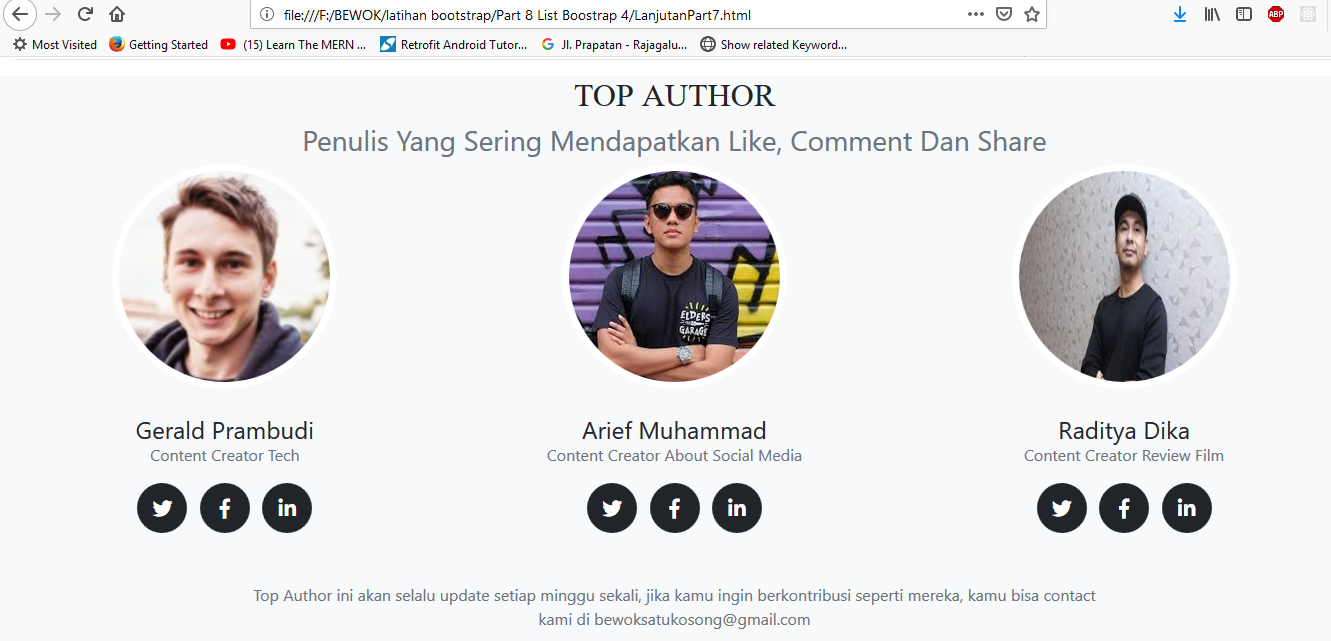 file:///F:/BEWOK/latihan bootstrap/Part 8 List Boostrap 4/LanjutanPart7.html
ABP
Most Visited Getting Started (15) Learn The MERN ... Retrofit Android Tutor... Jl. Prapatan - Rajagalu... Show related Keyword...
TOP AUTHOR
Penulis Yang Sering Mendapatkan Like, Comment Dan Share
ELDERS
GARAGE
Gerald Prambudi
Content Creator Tech
Arief Muhammad
Content Creator About Social Media
Raditya Dika
Content Creator Review Film
Top Author ini akan selalu update setiap minggu sekali, jika kamu ingin berkontribusi seperti mereka, kamu bisa contact
kami di bewoksatukosong@gmail.com